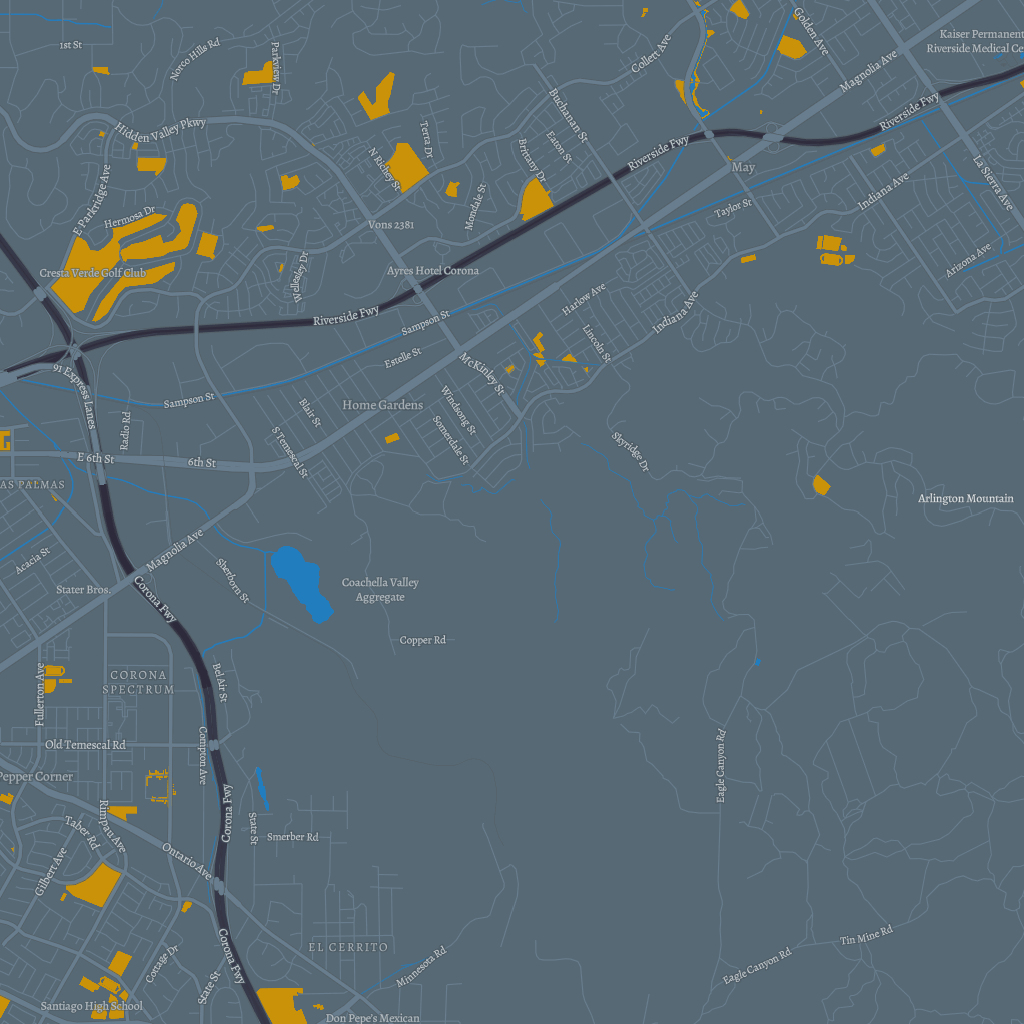 1st St
Norco Hills Rd
Parkview Dr
Collett Ave
Golden Ave
Kaiser Permanent
Riverside Medical Ce
Magnolia Ave
Hidden Valley Pkwy
Buchanan St
Riverside Fwy
Terra Dr
N Richey St
Brittany Dr
Eaton St
Riverside Fwy
May
La Sierra Ave
E Parkridge Ave
Hermosa Dr
Mondale St
Taylor St
Indiana Ave
Vons 2381
Cresta Verde Golf Club
Wellesley Dr
Ayres Hotel Corona
Arizona Ave
Harlow Ave
Riverside Fwy
Sampson St
Indiana Ave
Lincoln St
Estelle St
McKinley St
91 Express Lanes
Sampson St
Home Gardens
Blair St
Windsong St
Somerdale St
Radio Rd
S Temescal St
Skyridge Dr
E 6th St
6th St
AS PALMAS
Arlington Mountain
Magnolia Ave
Acacia St
Sherborn St
Stater Bros.
Corona Fwy
Coachella Valley
Aggregate
Copper Rd
CORONA
SPECTRUM
Bel Air St
Fullerton Ave
Old Temescal Rd
Compton Ave
Eagle Canyon Rd
Pepper Corner
Rimpau Ave
Taber Rd
Corona Fwy
State St
Smerber Rd
Gilbert Ave
Ontario Ave
EL CERRITO
Tin Mine Rd
Cottage Dr
State St
Corona Fwy
Minnesota Rd
Eagle Canyon Rd
Santiago High School
Don Pepe's Mexican